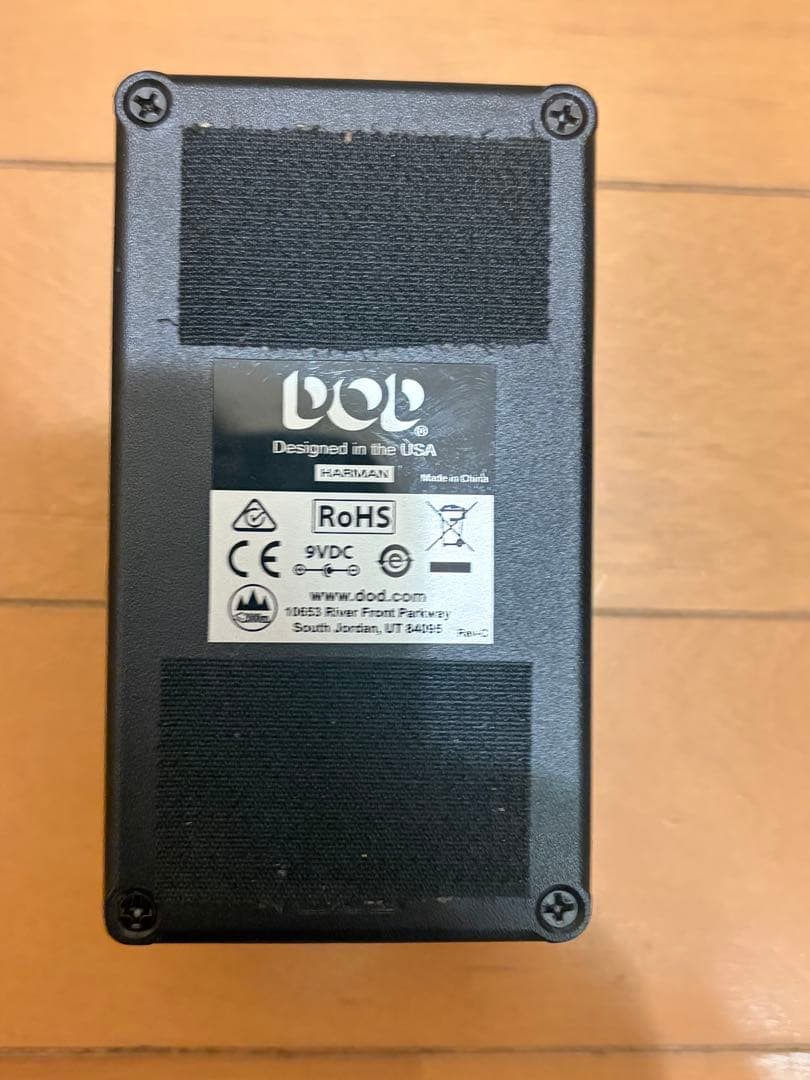 DOD®
Designed in the USA
HARMAN
Made in China
RoHS
CE
9VDC
e
www.dod.com
10653 River Front Parkway
South Jordan, UT 84095